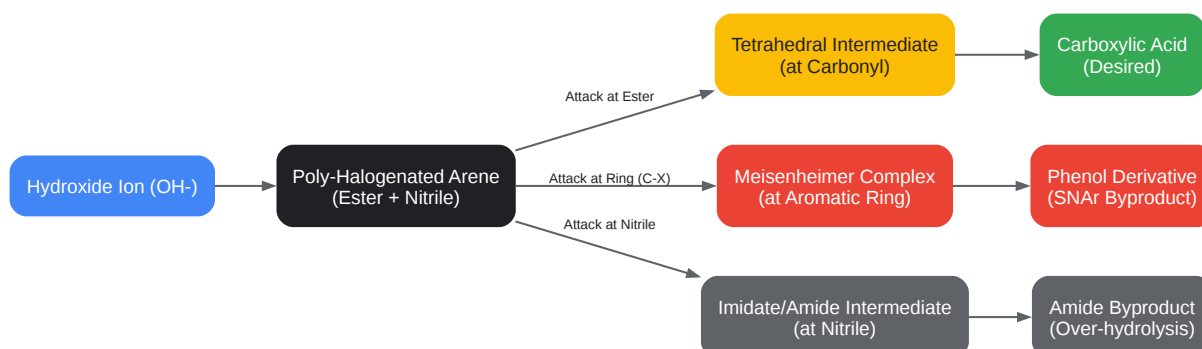 Tetrahedral Intermediate
(at Carbonyl)
Carboxylic Acid
(Desired)
Attack at Ester
Hydroxide Ion (OH-)
Poly-Halogenated Arene
(Ester + Nitrile)
Attack at Ring (C-X)
Meisenheimer Complex
(at Aromatic Ring)
Phenol Derivative
(SNAr Byproduct)
Attack at Nitrile
Imidate/Amide Intermediate
(at Nitrile)
Amide Byproduct
(Over-hydrolysis)